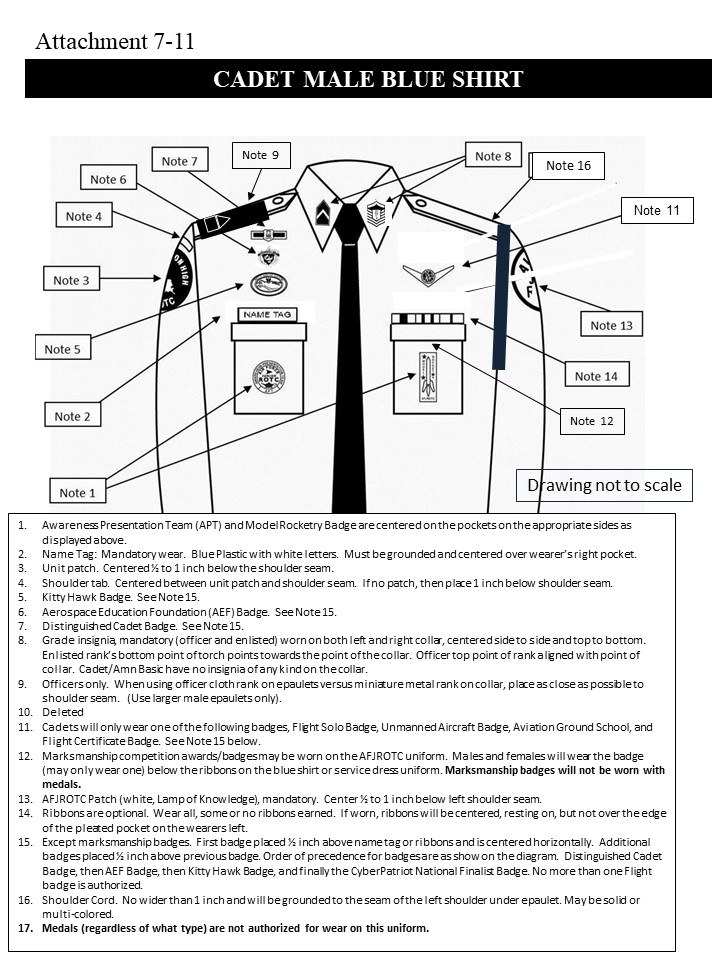 Attachment 7-11
CADET MALE BLUE SHIRT
Note 7
Note 9
Note 8
Note 16
Note 6
Note 4
Note 11
Note 3
ON HIGH
OTC
A
J
F
NAME TAG
Note 13
Note 5
ROTC
Note 14
Note 2
Note 12
Note 1
Drawing not to scale
1. Awareness Presentation Team (APT) and Model Rocketry Badge are centered on the pockets on the appropriate sides as
displayed above.
2. Name Tag: Mandatory wear. Blue Plastic with white letters. Must be grounded and centered over wearer's right pocket.
3. Unit patch. Centered ½ to 1 inch below the shoulder seam.
4. Shoulder tab. Centered between unit patch and shoulder seam. If no patch, then place 1 inch below shoulder seam.
5. Kitty Hawk Badge. See Note 15.
6. Aerospace Education Foundation (AEF) Badge. See Note 15.
7. Distinguished Cadet Badge. See Note 15.
8. Grade insignia, mandatory (officer and enlisted) worn on both left and right collar, centered side to side and top to bottom.
Enlisted rank's bottom point of torch points towards the point of the collar. Officer top point of rank aligned with point of
collar. Cadet/Amn Basic have no insignia of any kind on the collar.
9. Officers only. When using officer cloth rank on epaulets versus miniature metal rank on collar, place as close as possible to
shoulder seam. (Use larger male epaulets only).
10. Deleted
11. Cadets will only wear one of the following badges, Flight Solo Badge, Unmanned Aircraft Badge, Aviation Ground School, and
Flight Certificate Badge. See Note 15 below.
12. Marksmanship competition awards/badges may be worn on the AFJROTC uniform. Males and females will wear the badge
(may only wear one) below the ribbons on the blue shirt or service dress uniform. Marksmanship badges will not be worn with
medals.
13. AFJROTC Patch (white, Lamp of Knowledge), mandatory. Center ½ to 1 inch below left shoulder seam.
14. Ribbons are optional. Wear all, some or no ribbons earned. If worn, ribbons will be centered, resting on, but not over the edge
of the pleated pocket on the wearers left.
15. Except marksmanship badges. First badge placed ½ inch above name tag or ribbons and is centered horizontally. Additional
badges placed ½ inch above previous badge. Order of precedence for badges are as show on the diagram. Distinguished Cadet
Badge, then AEF Badge, then Kitty Hawk Badge, and finally the CyberPatriot National Finalist Badge. No more than one Flight
badge is authorized.
16. Shoulder Cord. No wider than 1 inch and will be grounded to the seam of the left shoulder under epaulet. May be solid or
multi-colored.
17. Medals (regardless of what type) are not authorized for wear on this uniform.